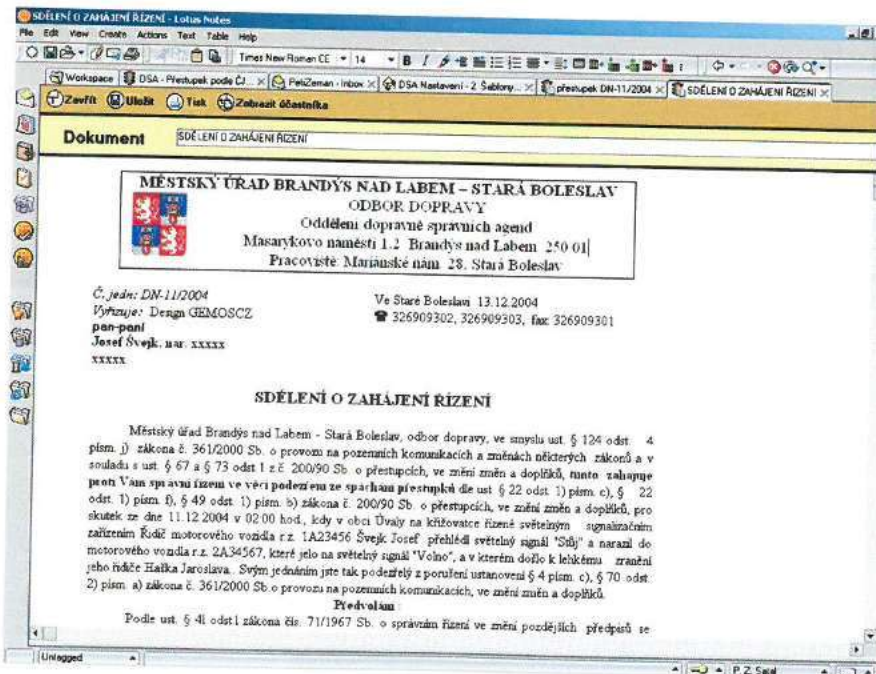 SDĚLENÍ O ZAHÁJENÍ ŘÍZENÍ - Lotus Notes
File Edit View Create Actions Text Table Help
Times New Roman CE 14 B I
Workspace DSA - Přestupek podle ČJ... PetrZeman - Inbox DSA Nastavení - 2. Šablony... přestupek DN-11/2004 SDĚLENÍ O ZAHÁJENÍ ŘÍZENÍ
Zavřít Uložit Tisk Zobrazit účastníka
Dokument SDĚLENÍ O ZAHÁJENÍ ŘÍZENÍ
MĚSTSKÝ ÚŘAD BRANDÝS NAD LABEM – STARÁ BOLESLAV
ODBOR DOPRAVY
Oddělení dopravně správních agend
Masarykovo náměstí 1.2 Brandýs nad Labem 250 01
Pracoviště: Mariánské nám. 28, Stará Boleslav
Č. jedn: DN-11/2004
Vyřizuje: Design GEMOSCZ
pan-paní
Josef Švejk, nar. xxxxx
xxxxx
Ve Staré Boleslavi 13.12.2004
☎ 326909302, 326909303, fax: 326909301
SDĚLENÍ O ZAHÁJENÍ ŘÍZENÍ
Městský úřad Brandýs nad Labem - Stará Boleslav, odbor dopravy, ve smyslu ust. § 124 odst. 4
písm. j) zákona č. 361/2000 Sb. o provozu na pozemních komunikacích a změnách některých zákonů a v
souladu s ust. § 67 a § 73 odst 1 z.č. 200/90 Sb. o přestupcích, ve znění změn a doplňků, tímto zahajuje
proti Vám správní řízení ve věci podezření ze spáchání přestupků dle ust. § 22 odst. 1) písm. c), § 22
odst. 1) písm. f), § 49 odst. 1) písm. b) zákona č. 200/90 Sb. o přestupcích, ve znění změn a doplňků, pro
skutek ze dne 11.12.2004 v 02:00 hod., kdy v obci Úvaly na křižovatce řízené světelným signalizačním
zařízením Řidič motorového vozidla r.z. 1A23456 Švejk Josef přehlédl světelný signál "Stůj" a narazil do
motorového vozidla r.z. 2A34567, které jelo na světelný signál "Volno", a v kterém došlo k lehkému zranění
jeho řidiče Haška Jaroslava.. Svým jednáním jste tak podezřelý z porušení ustanovení § 4 písm. c), § 70 odst.
2) písm. a) zákona č. 361/2000 Sb.o provozu na pozemních komunikacích, ve znění změn a doplňků.
Předvolání
Podle ust. § 41 odst.1 zákona čís. 71/1967 Sb. o správním řízení ve znění pozdějších předpisů se
Untagged